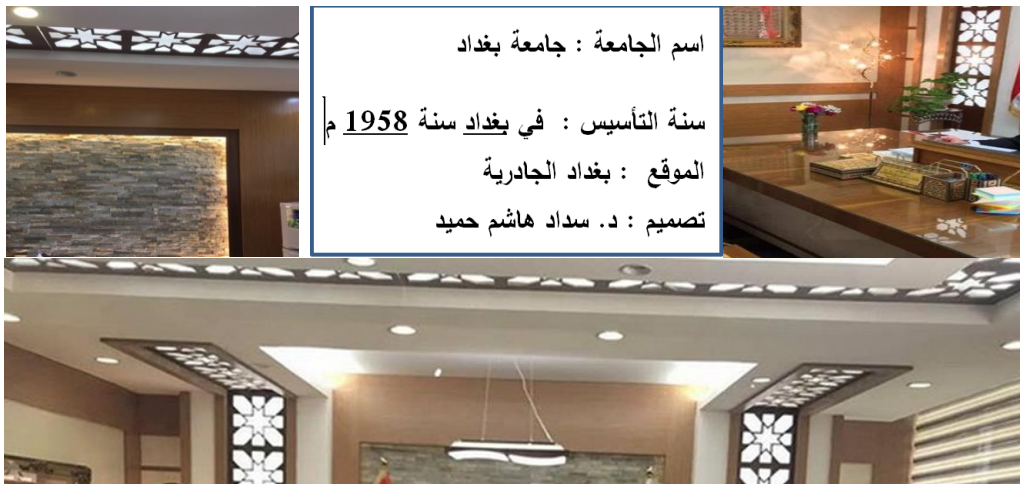 اسم الجامعة : جامعة بغداد
سنة التأسيس : في بغداد سنة 1958 م
الموقع : بغداد الجادرية
تصميم : د. سداد هاشم حميد